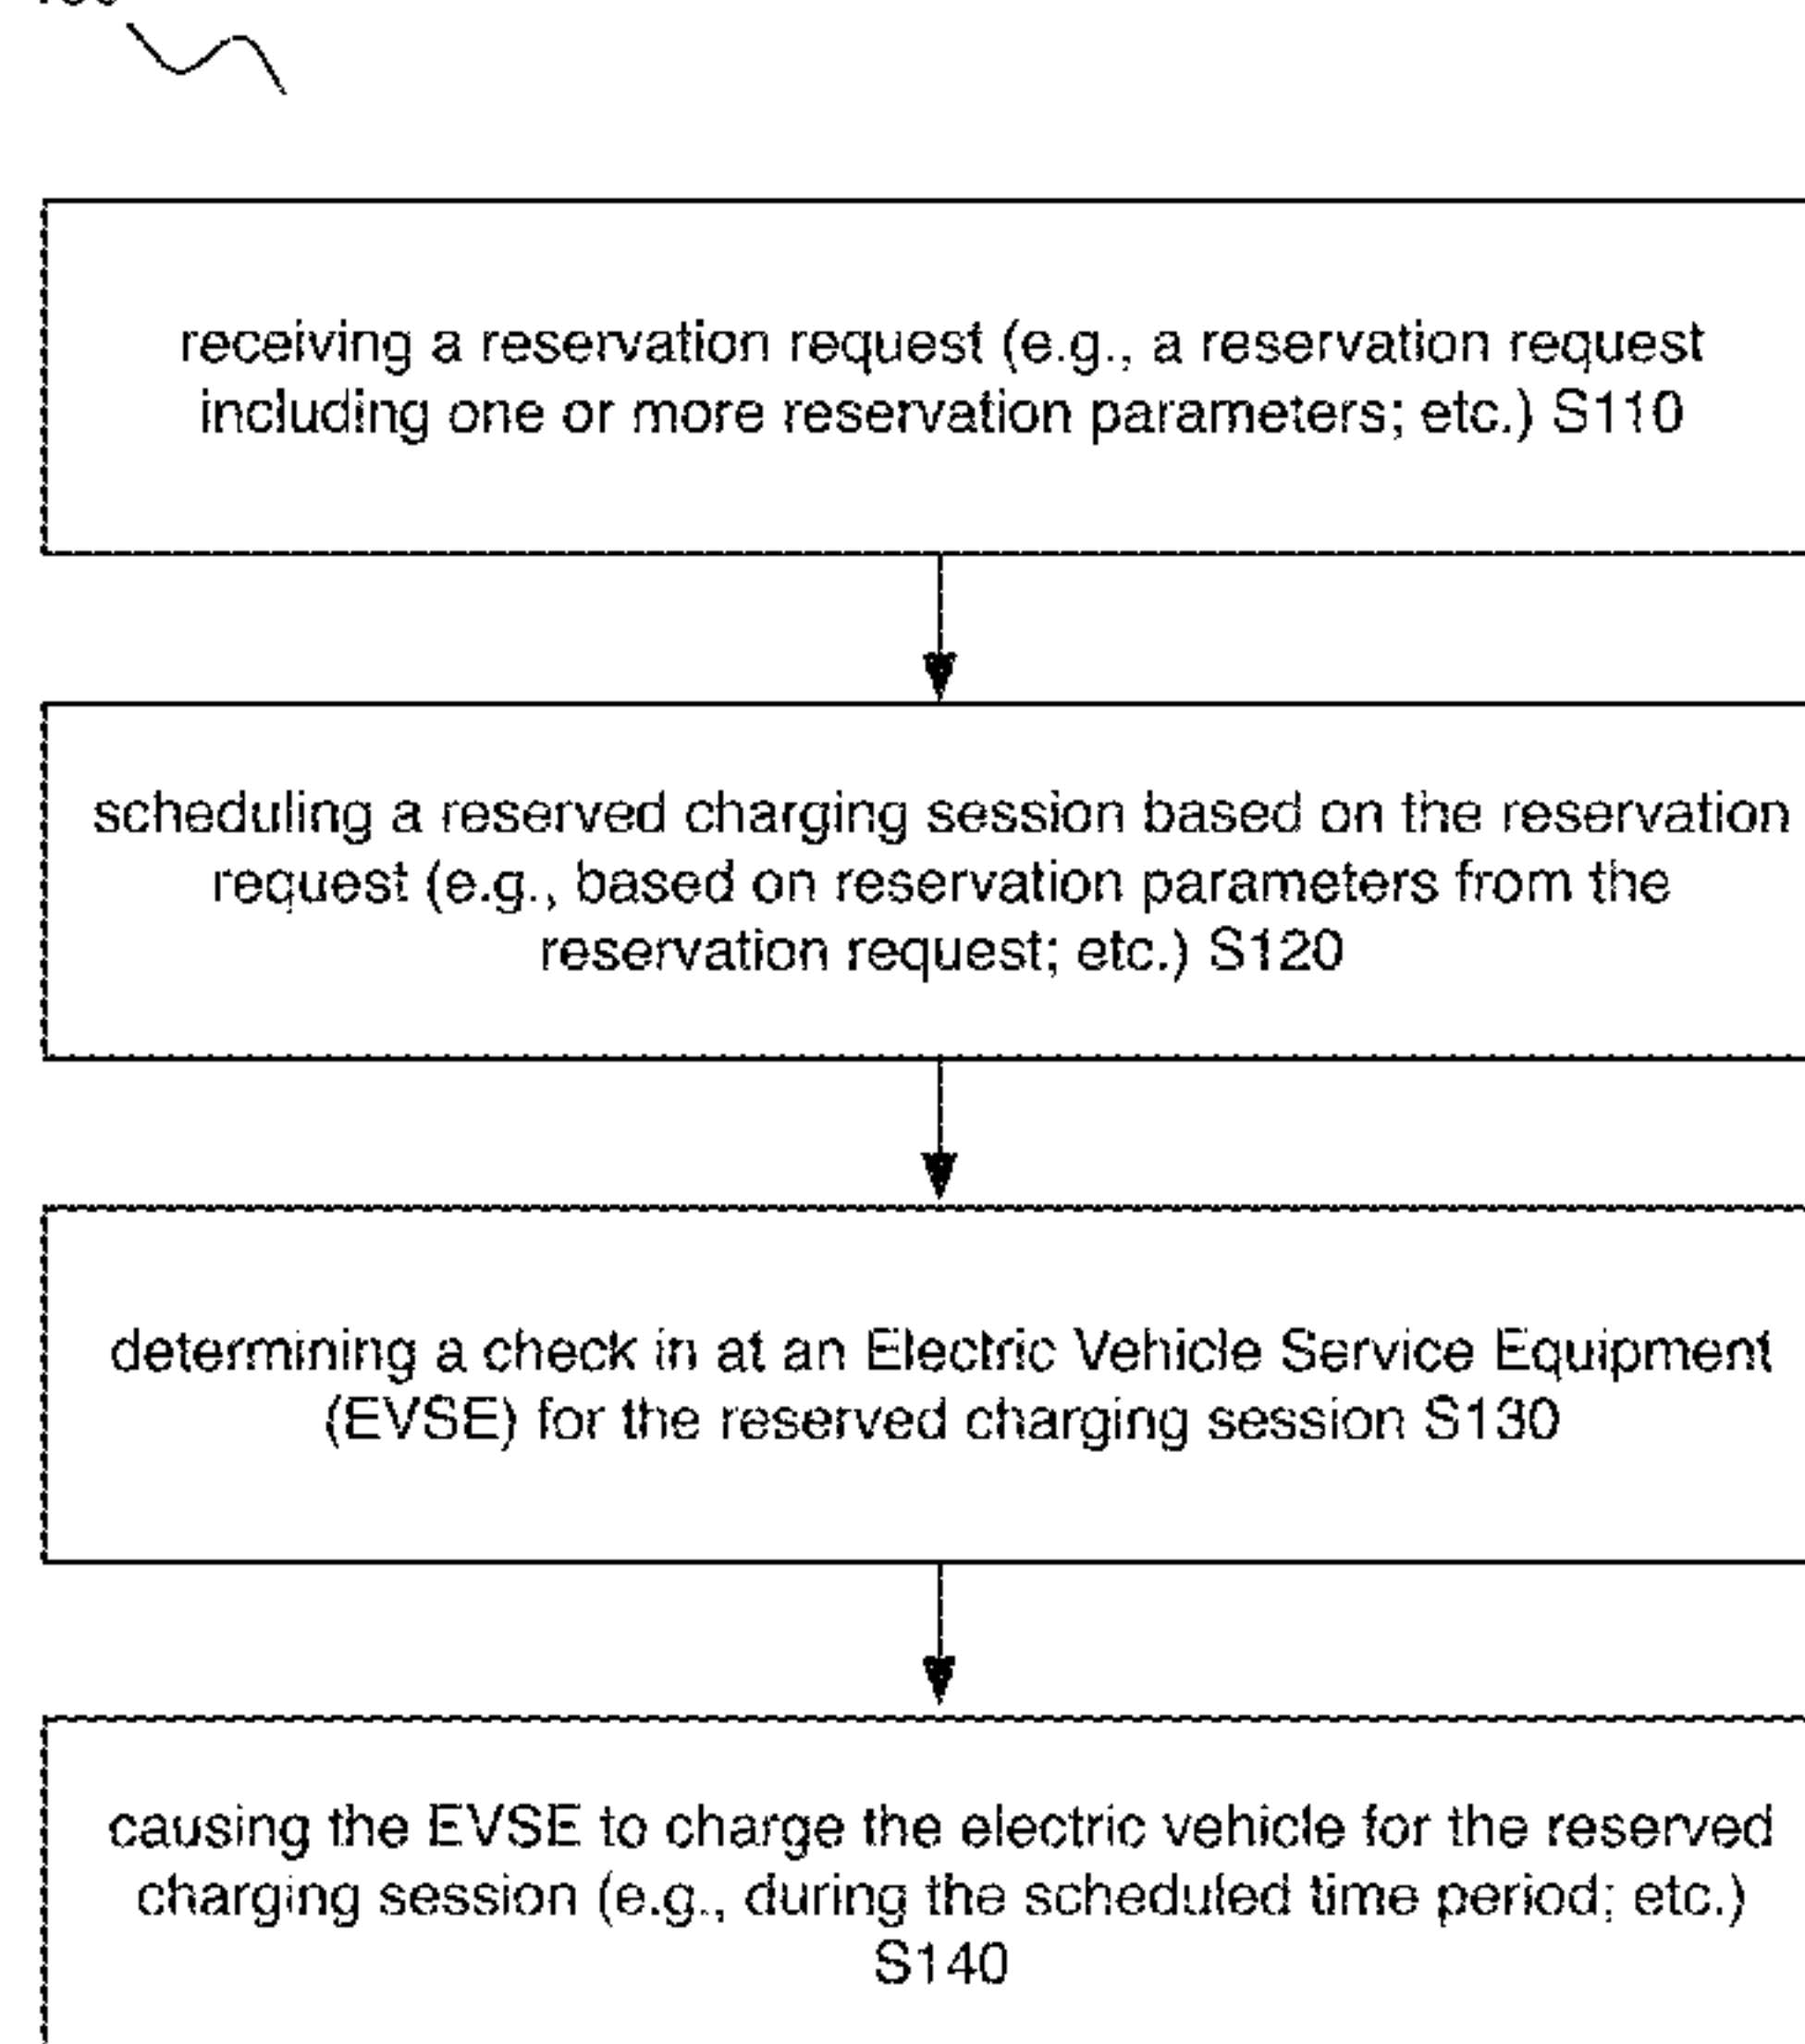 receiving a reservation request (e.g., a reservation request
including one or more reservation parameters; etc.) S110
scheduling a reserved charging session based on the reservation
request (e.g., based on reservation parameters from the
reservation request; etc.) S120
determining a check in at an Electric Vehicle Service Equipment
(EVSE) for the reserved charging session S130
causing the EVSE to charge the electric vehicle for the reserved
charging session (e.g., during the scheduled time period; etc.)
S140